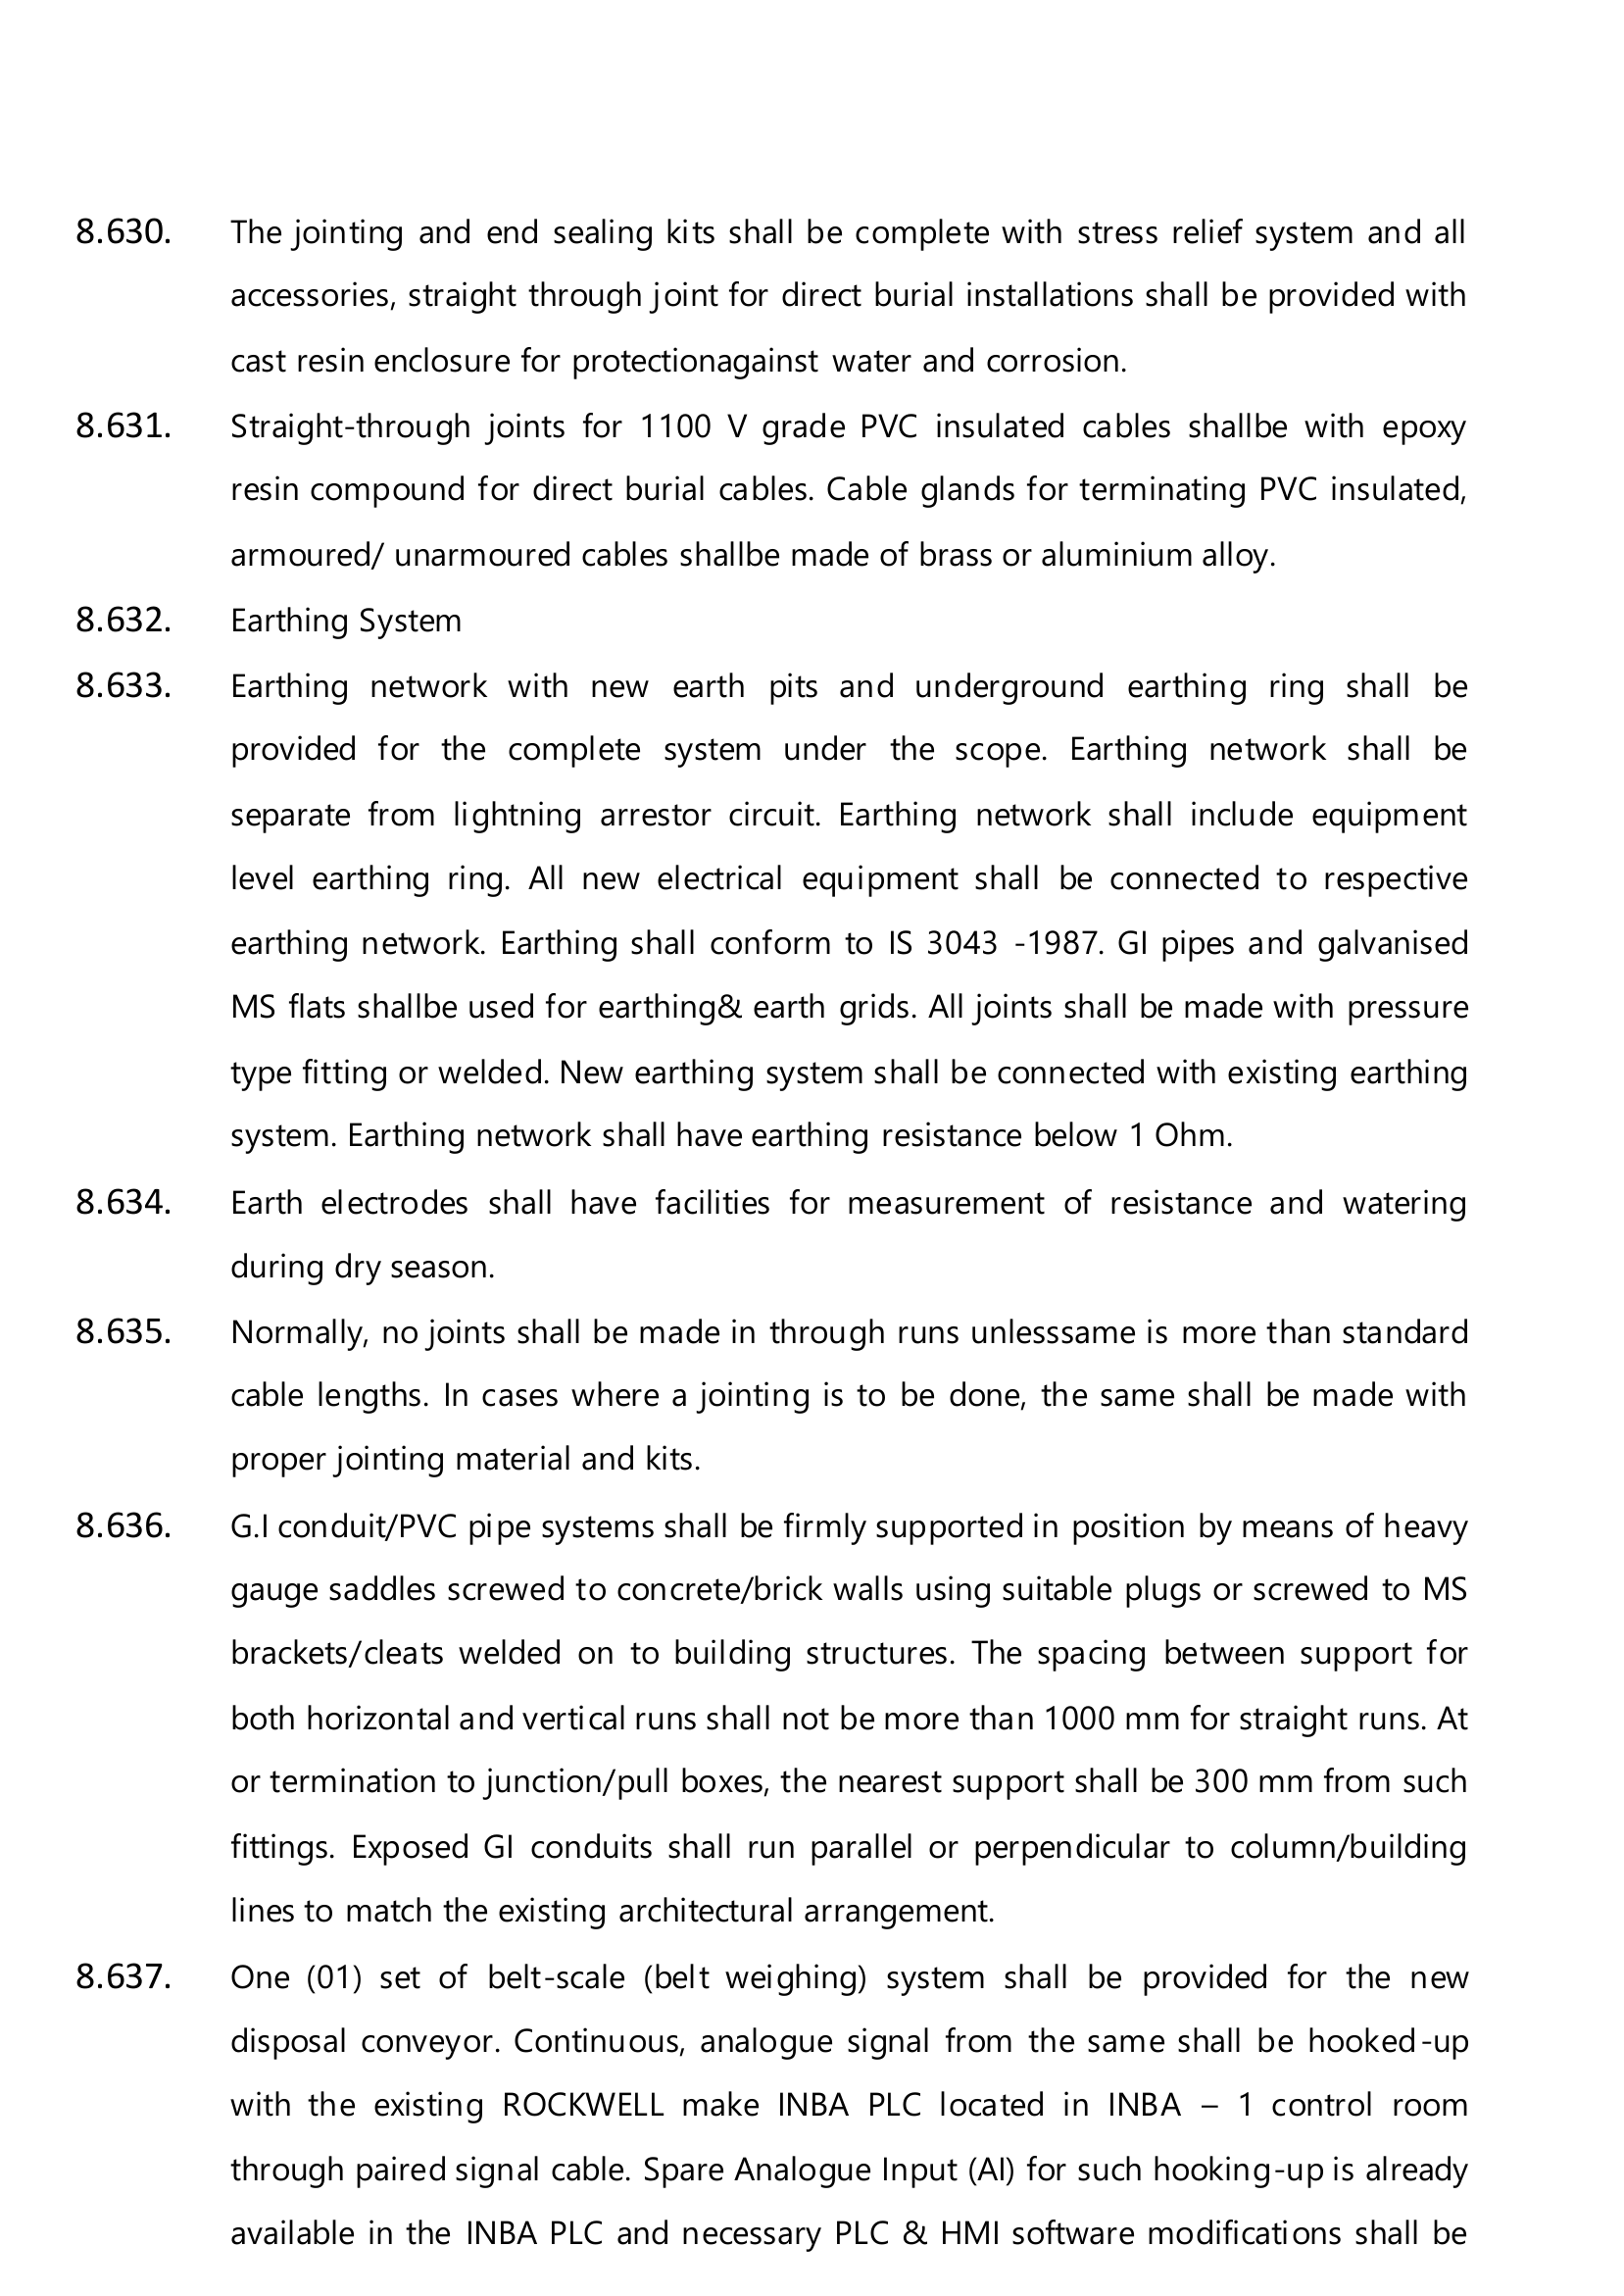 8.630. The jointing and end sealing kits shall be complete with stress relief system and all
accessories, straight through joint for direct burial installations shall be provided with
cast resin enclosure for protectionagainst water and corrosion.
8.631. Straight-through joints for 1100 V grade PVC insulated cables shallbe with epoxy
resin compound for direct burial cables. Cable glands for terminating PVC insulated,
armoured/ unarmoured cables shallbe made of brass or aluminium alloy.
8.632. Earthing System
8.633. Earthing network with new earth pits and underground earthing ring shall be
provided for the complete system under the scope. Earthing network shall be
separate from lightning arrestor circuit. Earthing network shall include equipment
level earthing ring. All new electrical equipment shall be connected to respective
earthing network. Earthing shall conform to IS 3043 -1987. GI pipes and galvanised
MS flats shallbe used for earthing& earth grids. All joints shall be made with pressure
type fitting or welded. New earthing system shall be connected with existing earthing
system. Earthing network shall have earthing resistance below 1 Ohm.
8.634. Earth electrodes shall have facilities for measurement of resistance and watering
during dry season.
8.635. Normally, no joints shall be made in through runs unlesssame is more than standard
cable lengths. In cases where a jointing is to be done, the same shall be made with
proper jointing material and kits.
8.636. G.I conduit/PVC pipe systems shall be firmly supported in position by means of heavy
gauge saddles screwed to concrete/brick walls using suitable plugs or screwed to MS
brackets/cleats welded on to building structures. The spacing between support for
both horizontal and vertical runs shall not be more than 1000 mm for straight runs. At
or termination to junction/pull boxes, the nearest support shall be 300 mm from such
fittings. Exposed GI conduits shall run parallel or perpendicular to column/building
lines to match the existing architectural arrangement.
8.637. One (01) set of belt-scale (belt weighing) system shall be provided for the new
disposal conveyor. Continuous, analogue signal from the same shall be hooked-up
with the existing ROCKWELL make INBA PLC located in INBA – 1 control room
through paired signal cable. Spare Analogue Input (AI) for such hooking-up is already
available in the INBA PLC and necessary PLC & HMI software modifications shall be